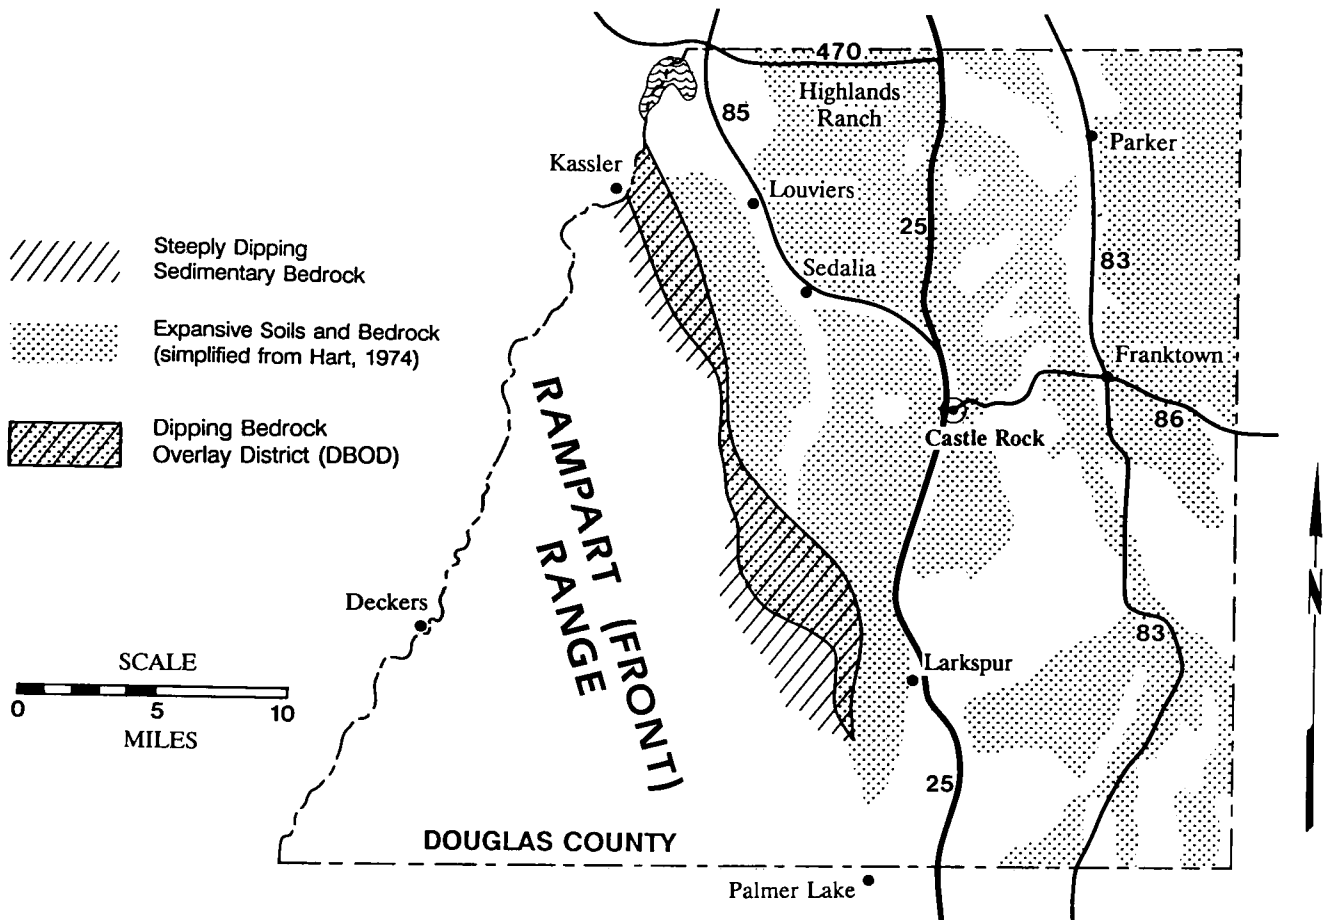 470
Highlands
Ranch
85
Parker
Kassler
Louviers
25
Steeply Dipping
Sedimentary Bedrock
83
Sedalia
Expansive Soils and Bedrock
(simplified from Hart, 1974)
Franktown
86
Dipping Bedrock
Overlay District (DBOD)
Castle Rock
RAMPART (FRONT)
RANGE
N
Deckers
83
SCALE
0 5 10
MILES
Larkspur
25
DOUGLAS COUNTY
Palmer Lake